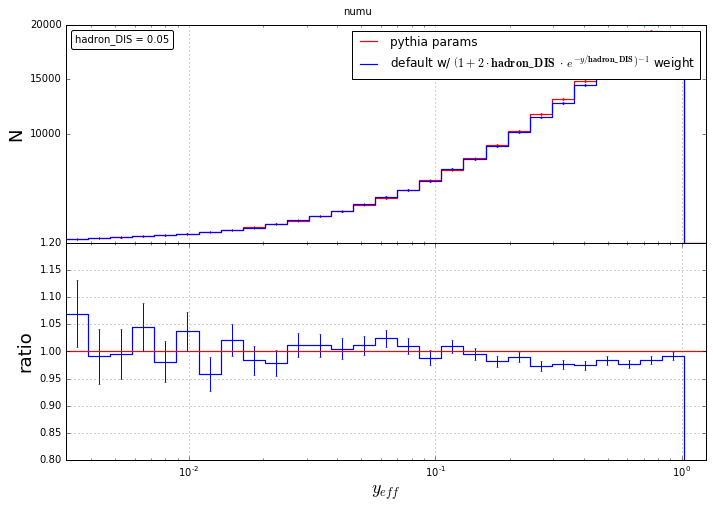 numu
20000
15000
10000
N
hadron_DIS = 0.05
pythia params
default w/ (1 + 2 · hadron_DIS · e^{-y/hadron_DIS})^{-1} weight
1.20
1.15
1.10
1.05
1.00
0.95
0.90
0.85
0.80
ratio
10^{-2} 10^{-1} 10^{0}
y_{eff}